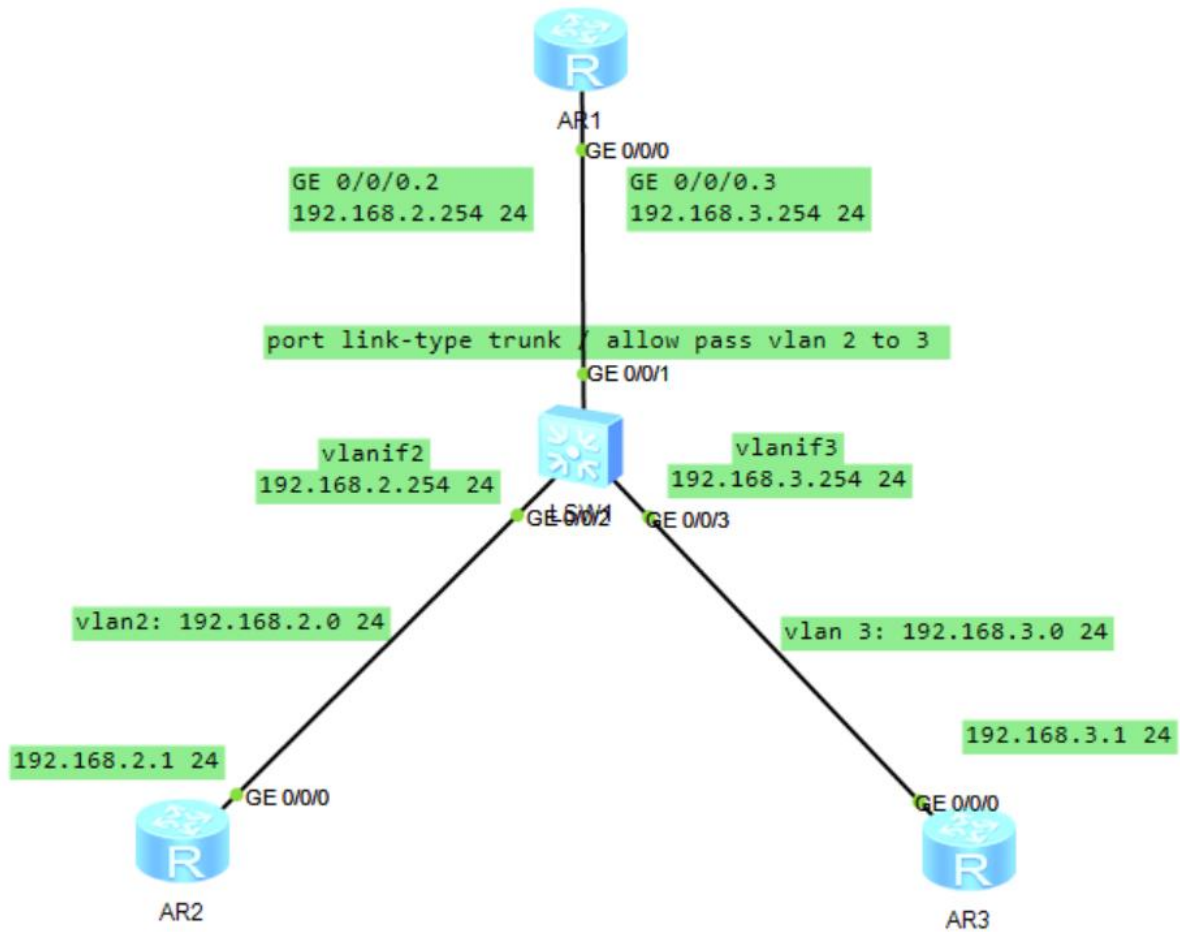 R
AR1
GE 0/0/0
GE 0/0/0.2
192.168.2.254 24
GE 0/0/0.3
192.168.3.254 24
port link-type trunk / allow pass vlan 2 to 3
GE 0/0/1
vlanif2
192.168.2.254 24
vlanif3
192.168.3.254 24
LSW1
GE 0/0/2
GE 0/0/3
vlan2: 192.168.2.0 24
vlan 3: 192.168.3.0 24
192.168.2.1 24
192.168.3.1 24
GE 0/0/0
GE 0/0/0
R
R
AR2
AR3